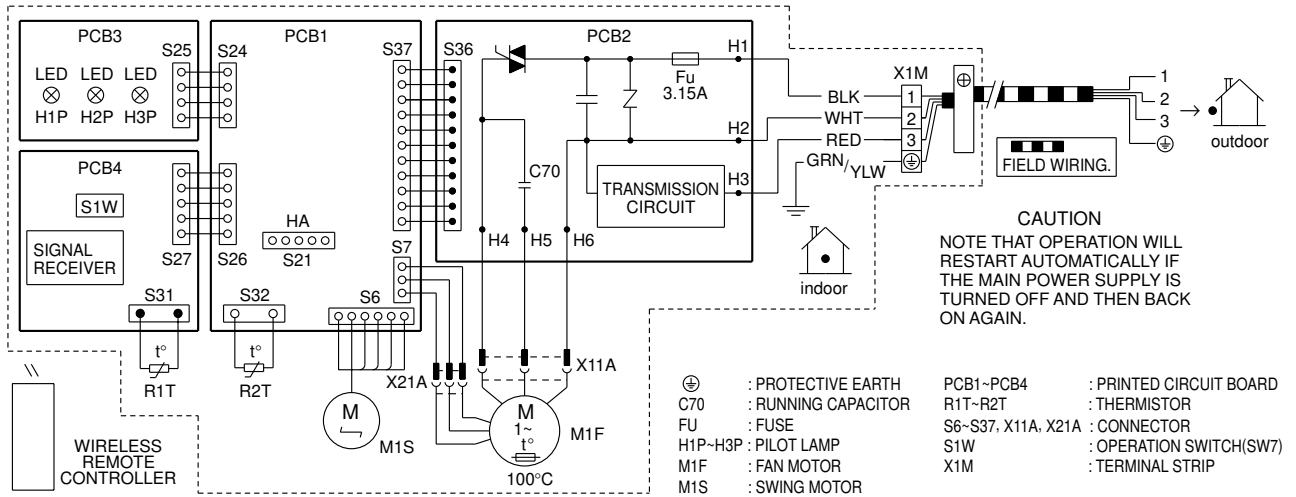 PCB3
S25
LED LED LED
H1P H2P H3P
PCB4
S1W
SIGNAL
RECEIVER
S27
S31
t°
R1T
WIRELESS
REMOTE
CONTROLLER
S24
PCB1
S37
S26
HA
S21
S7
S32
S6
t°
R2T
M
M1S
X21A
S36
PCB2
H1
Fu
3.15A
H2
C70
TRANSMISSION
CIRCUIT
H3
H4
H5
H6
X11A
M
1~
t°
M1F
100°C
BLK
WHT
RED
GRN/YLW
X1M
1
2
3
indoor
1
2
3
outdoor
FIELD WIRING.
CAUTION
NOTE THAT OPERATION WILL
RESTART AUTOMATICALLY IF
THE MAIN POWER SUPPLY IS
TURNED OFF AND THEN BACK
ON AGAIN.
: PROTECTIVE EARTH
C70 : RUNNING CAPACITOR
FU : FUSE
H1P~H3P : PILOT LAMP
M1F : FAN MOTOR
M1S : SWING MOTOR
PCB1~PCB4 : PRINTED CIRCUIT BOARD
R1T~R2T : THERMISTOR
S6~S37, X11A, X21A : CONNECTOR
S1W : OPERATION SWITCH(SW7)
X1M : TERMINAL STRIP